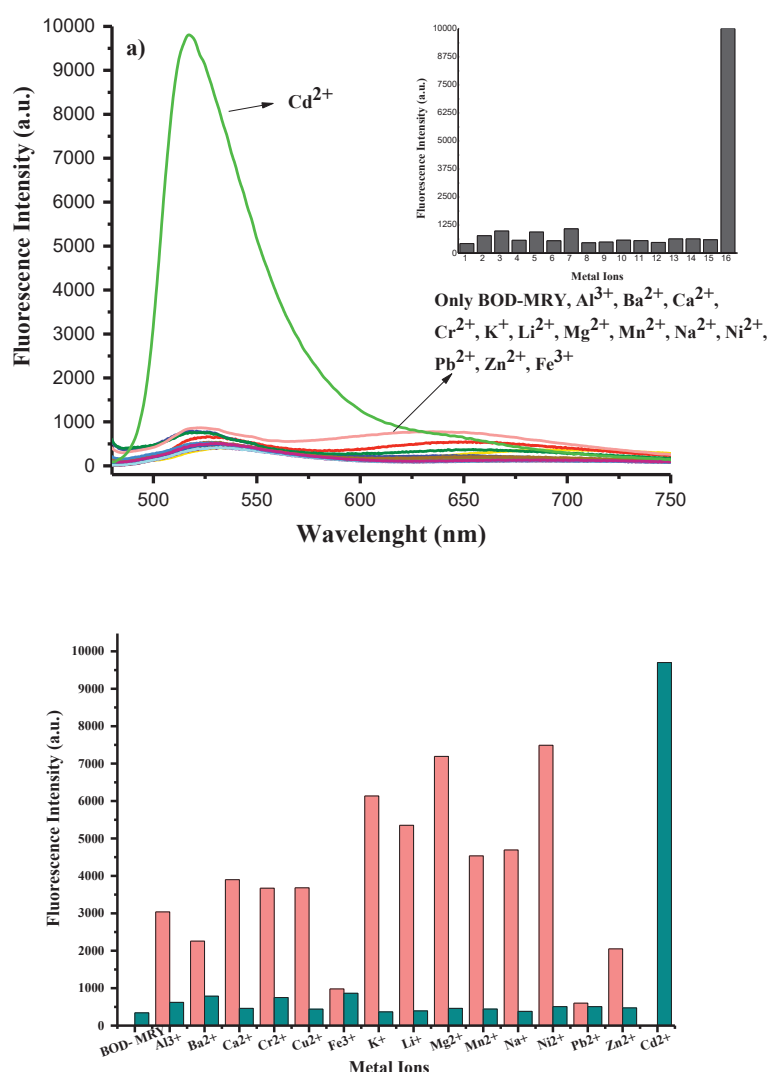 a)
Cd2+
Fluorescence Intensity (a.u.)
10000
9000
8000
7000
6000
5000
4000
3000
2000
1000
0
500 550 600 650 700 750
Wavelenght (nm)
Fluorescence Intensity (a.u.)
10000
8750
7500
6250
5000
3750
2500
1250
0
1 2 3 4 5 6 7 8 9 10 11 12 13 14 15 16
Metal Ions
Only BOD-MRY, Al3+, Ba2+, Ca2+,
Cr2+, K+, Li2+, Mg2+, Mn2+, Na2+, Ni2+,
Pb2+, Zn2+, Fe3+
Fluorescence Intensity (a.u.)
10000
9000
8000
7000
6000
5000
4000
3000
2000
1000
0
BOD- MRY Al3+ Ba2+ Ca2+ Cr2+ Cu2+ Fe3+ K+ Li+ Mg2+ Mn2+ Na+ Ni2+ Pb2+ Zn2+ Cd2+
Metal Ions